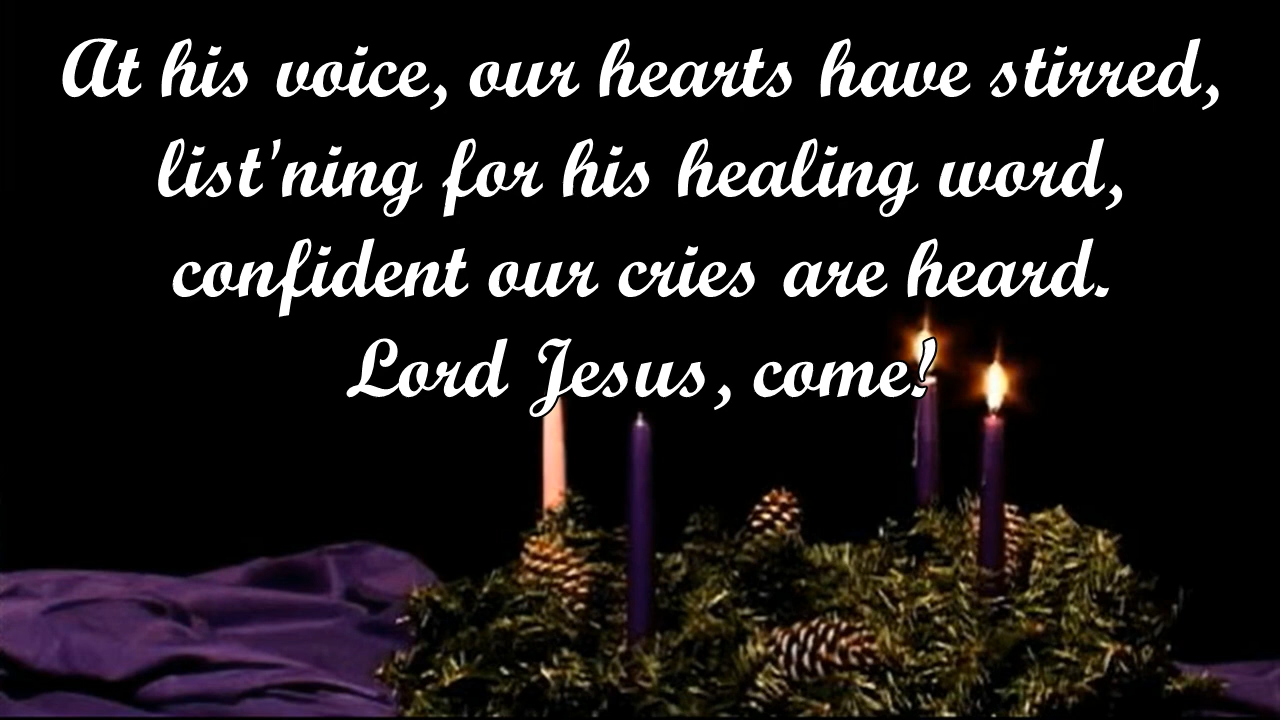 At his voice, our hearts have stirred,
list'ning for his healing word,
confident our cries are heard.
Lord Jesus, come!